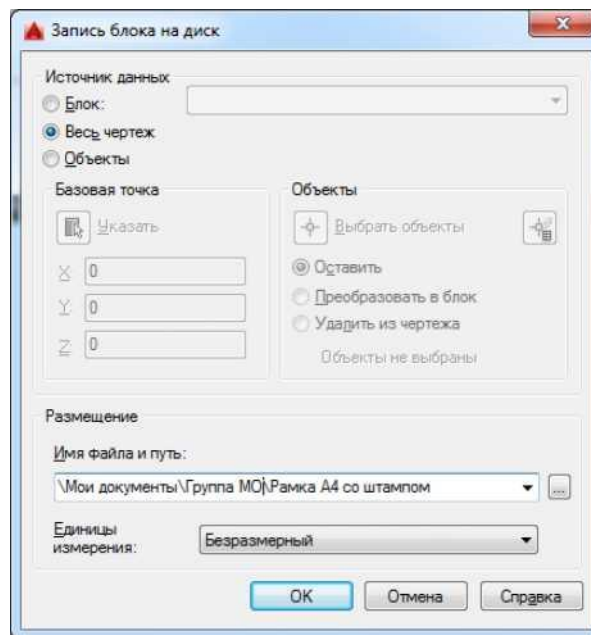 Запись блока на диск
Источник данных
Блок:
Весь чертеж
Объекты
Базовая точка
Указать
X: 0
Y: 0
Z: 0
Объекты
Выбрать объекты
Оставить
Преобразовать в блок
Удалить из чертежа
Объекты не выбраны
Размещение
Имя файла и путь:
\Мои документы\Группа МО\Рамка А4 со штампом
...
Единицы
измерения:
Безразмерный
ОК
Отмена
Справка